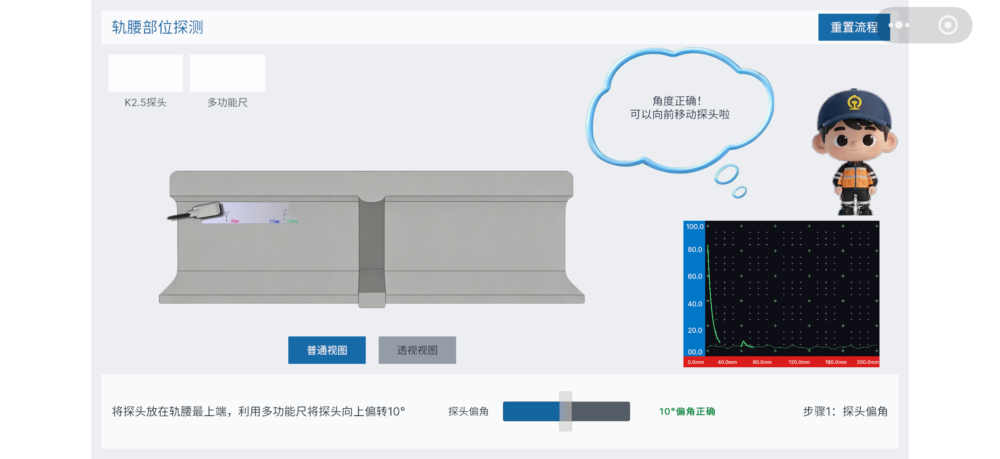 轨腰部位探测
重置流程
K2.5探头
多功能尺
角度正确！
可以向前移动探头啦
10°
40mm
110mm
13°
120mm
100.0
80.0
60.0
40.0
20.0
00.0
0.0mm
40.0mm
80.0mm
120.0mm
160.0mm
200.0mm
普通视图
透视视图
将探头放在轨腰最上端，利用多功能尺将探头向上偏转10°
探头偏角
10°偏角正确
步骤1：探头偏角